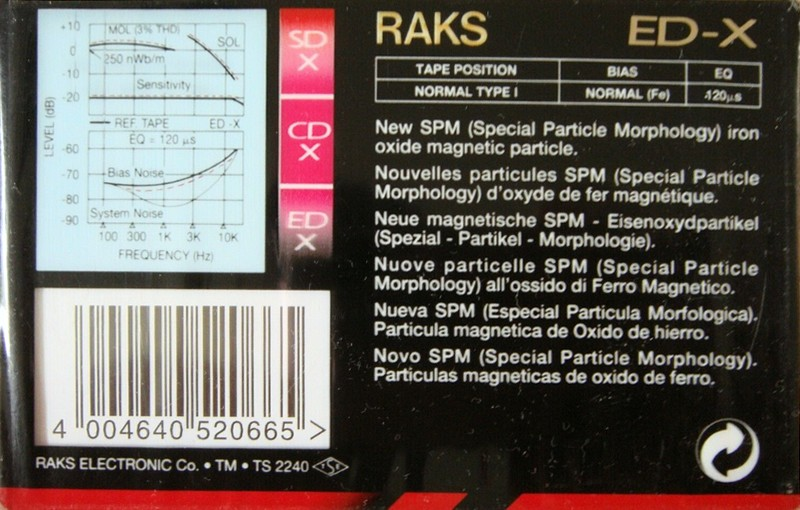 +10
0
-10
-20
-60
-70
-80
-90
LEVEL (dB)
MOL (3% THD)
SOL
250 nWb/m
Sensitivity
REF TAPE ED-X
EQ = 120 µs
Bias Noise
System Noise
100 300 1K 3K 10K
FREQUENCY (Hz)
SD
X
CD
X
ED
X
RAKS ED-X
TAPE POSITION BIAS EQ
NORMAL TYPE I NORMAL (Fe) 120µs
New SPM (Special Particle Morphology) iron
oxide magnetic particle.
Nouvelles particules SPM (Special Particle
Morphology) d'oxyde de fer magnétique.
Neue magnetische SPM - Eisenoxydpartikel
(Spezial - Partikel - Morphologie).
Nuove particelle SPM (Special Particle
Morphology) all'ossido di Ferro Magnetico.
Nueva SPM (Especial Particula Morfologica).
Particula magnetica de Oxido de hierro.
Novo SPM (Special Particle Morphology).
Particulas magneticas de oxido de ferro.
4 004640 520665 >
RAKS ELECTRONIC Co. • TM • TS 2240 TSE